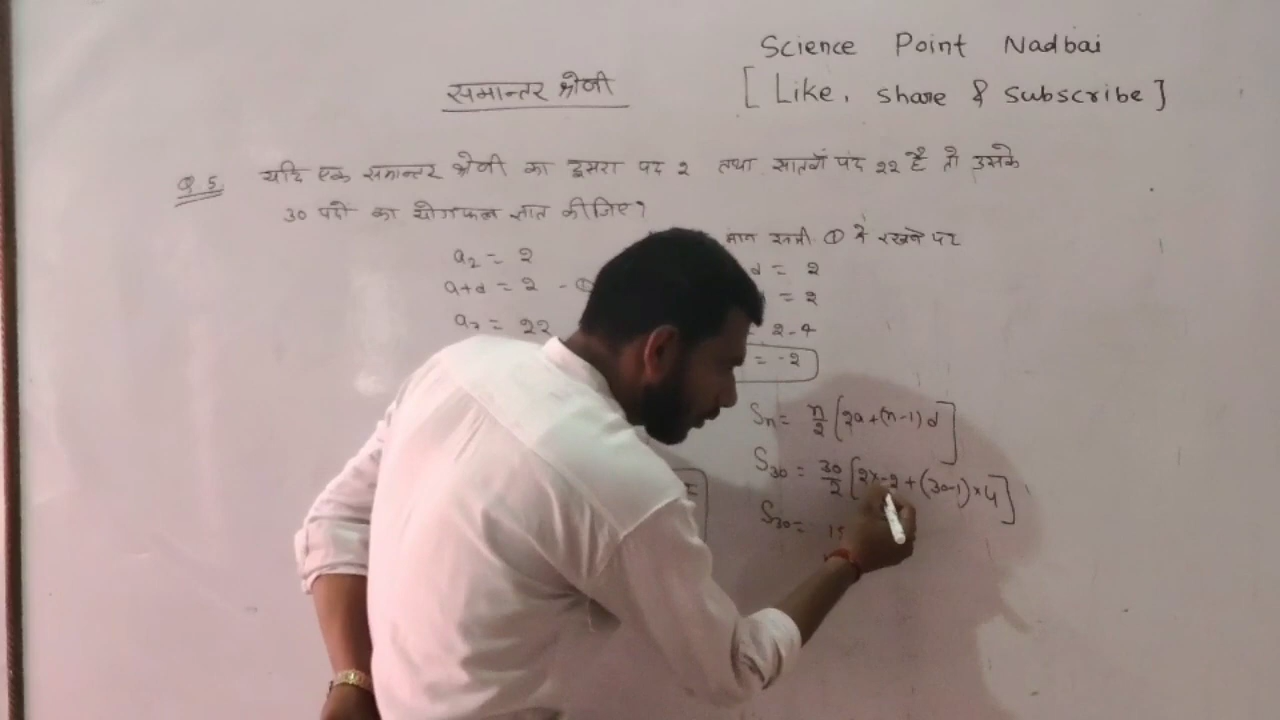 Science Point Nadbai
समान्तर श्रेणी
[ Like, share & subscribe ]
Q 5 यदि एक समान्तर श्रेणी का दूसरा पद 2 तथा सातवाँ पद 22 है तो उसके
30 पदो का योगफल ज्ञात कीजिए?
a₂ = 2
a+d = 2 - ①
a₇ = 22
मान समी. ① में रखने पर
d = 2
= 2
2-4
= -2
Sn = n/2 [2a+(n-1)d]
S₃₀ = 30/2 [2×-2+(30-1)×4]
S₃₀ = 15